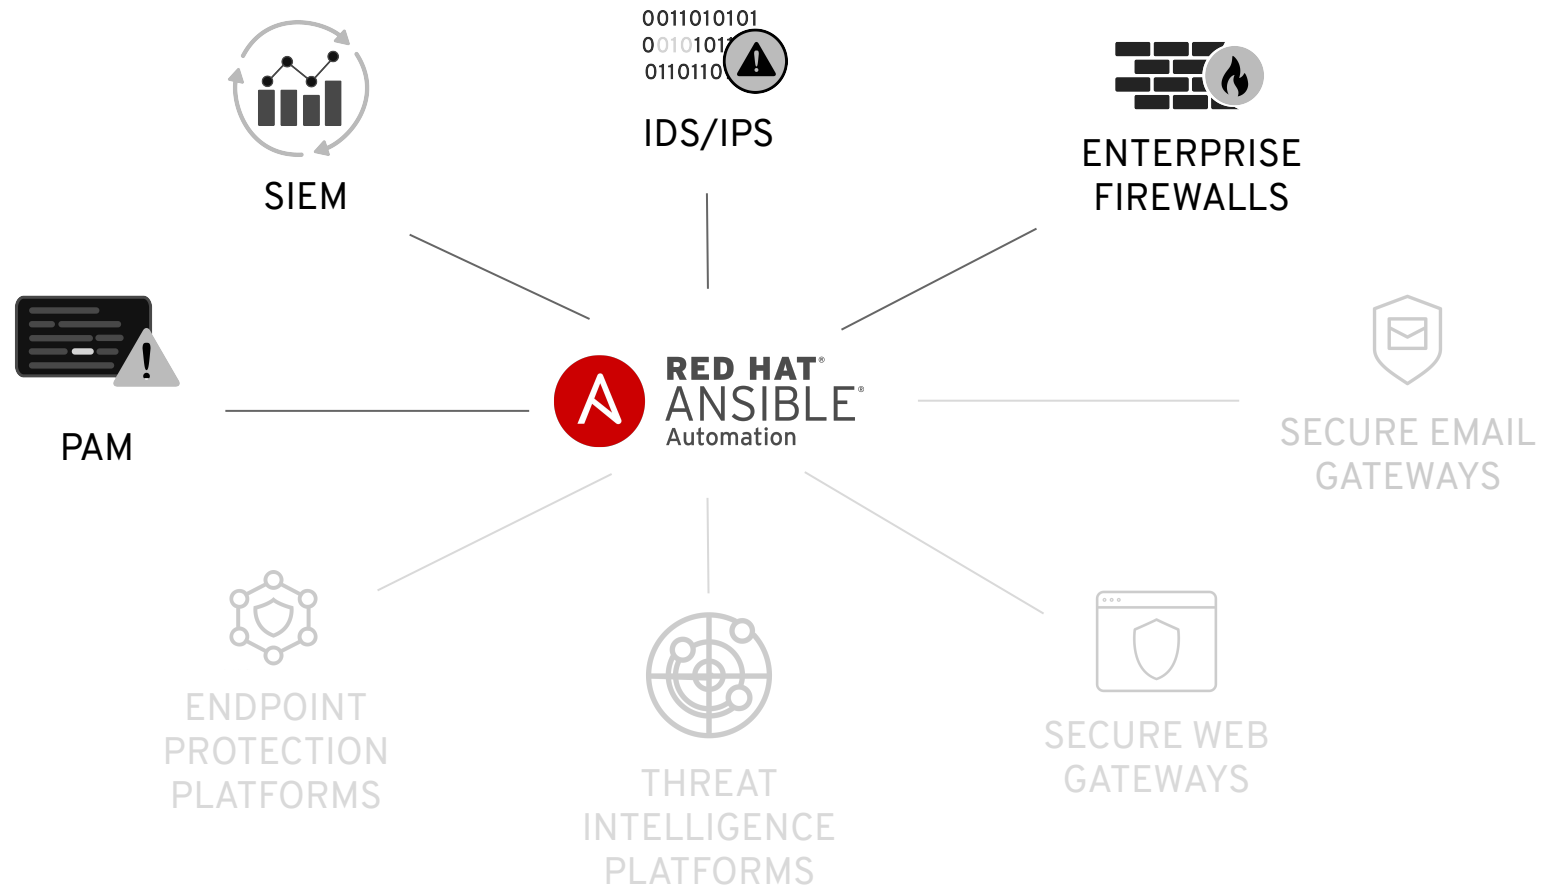 0011010101
00101011
0110110
IDS/IPS
SIEM
ENTERPRISE
FIREWALLS
PAM
RED HAT®
ANSIBLE®
Automation
SECURE EMAIL
GATEWAYS
ENDPOINT
PROTECTION
PLATFORMS
THREAT
INTELLIGENCE
PLATFORMS
SECURE WEB
GATEWAYS